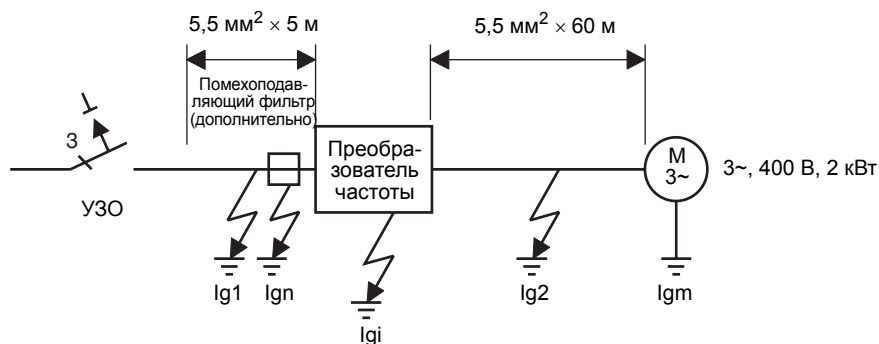 5,5 мм² × 5 м
5,5 мм² × 60 м
Помехоподав-
ляющий фильтр
(дополнительно)
3
УЗО
Преобра-
зователь
частоты
М
3~
3~, 400 В, 2 кВт
Ig1
Ign
Igi
Ig2
Igm